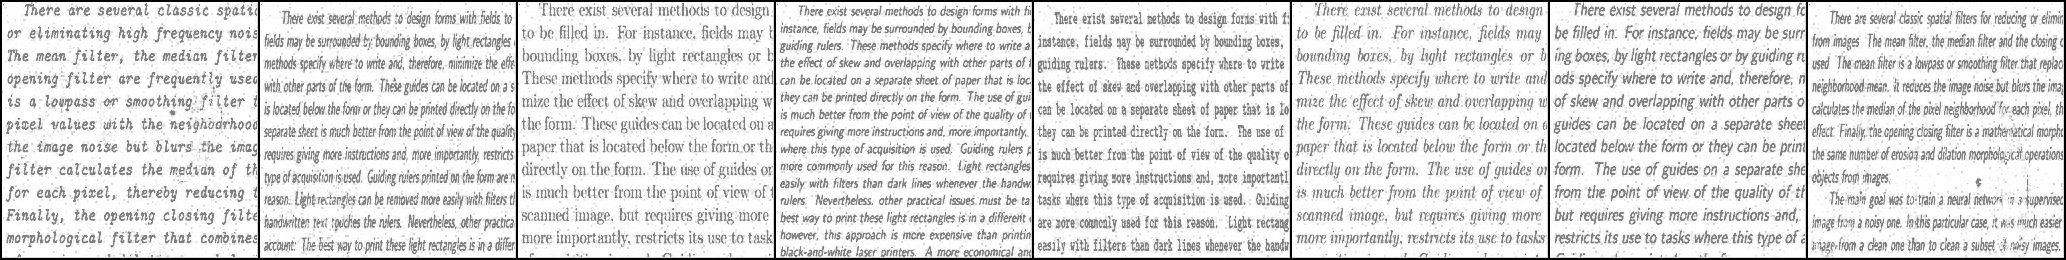 There are several classic spati
or eliminating high frequency nois
The mean filter, the median filter
opening filter are frequently used
is a lowpass or smoothing filter t
pixel values with the neighborhood
the image noise but blurs the imag
filter calculates the median of th
for each pixel, thereby reducing t
Finally, the opening closing filte
morphological filter that combines
There exist several methods to design forms with fields to
fields may be surrounded by bounding boxes, by light rectangles
methods specify where to write and, therefore, minimize the effe
with other parts of the form. These guides can be located on a s
is located below the form or they can be printed directly on the fo
separate sheet is much better from the point of view of the quality
requires giving more instructions and, more importantly, restricts
type of acquisition is used. Guiding rulers printed on the form are m
reason. Light rectangles can be removed more easily with filters t
handwritten text touches the rulers. Nevertheless, other practica
account: The best way to print these light rectangles is in a differ
There exist several methods to design
to be filled in. For instance, fields may b
bounding boxes, by light rectangles or b
These methods specify where to write and
mize the effect of skew and overlapping w
the form. These guides can be located on a
paper that is located below the form or th
directly on the form. The use of guides on
is much better from the point of view of t
scanned image, but requires giving more
more importantly, restricts its use to task
There exist several methods to design forms with fi
instance, fields may be surrounded by bounding boxes, b
guiding rulers. These methods specify where to write a
the effect of skew and overlapping with other parts of t
can be located on a separate sheet of paper that is loc
they can be printed directly on the form. The use of gui
is much better from the point of view of the quality of
requires giving more instructions and, more importantly,
where this type of acquisition is used. Guiding rulers p
more commonly used for this reason. Light rectangles
easily with filters than dark lines whenever the handw
rulers. Nevertheless, other practical issues must be ta
best way to print these light rectangles is in a different
however, this approach is more expensive than printin
black-and-white laser printers. A more economical an
There exist several methods to design forms with f
instance, fields may be surrounded by bounding boxes,
guiding rulers. These methods specify where to write
the effect of skew and overlapping with other parts of
can be located on a separate sheet of paper that is lo
they can be printed directly on the form. The use of
is much better from the point of view of the quality o
requires giving more instructions and, more importantl
tasks where this type of acquisition is used. Guiding
are more commonly used for this reason. Light rectang
easily with filters than dark lines whenever the handw
There exist several methods to design
to be filled in. For instance, fields may
bounding boxes, by light rectangles or b
These methods specify where to write and
mize the effect of skew and overlapping w
the form. These guides can be located on
paper that is located below the form or th
directly on the form. The use of guides or
is much better from the point of view of
scanned image, but requires giving more
more importantly, restricts its use to tasks
There exist several methods to design fo
be filled in. For instance, fields may be surr
ing boxes, by light rectangles or by guiding ru
ods specify where to write and, therefore, m
of skew and overlapping with other parts o
guides can be located on a separate sheet
located below the form or they can be print
form. The use of guides on a separate she
from the point of view of the quality of th
but requires giving more instructions and,
restricts its use to tasks where this type of a
There are several classic spatial filters for reducing or elimin
from images. The mean filter, the median filter and the closing o
used. The mean filter is a lowpass or smoothing filter that replac
neighborhood mean. It reduces the image noise but blurs the imag
calculates the median of the pixel neighborhood for each pixel, th
effect. Finally, the opening closing filter is a mathematical morpho
the same number of erosion and dilation morphological operations
objects from images.
The main goal was to train a neural network in a supervised
image from a noisy one. In this particular case, it was much easier
image from a clean one than to clean a subset of noisy images.